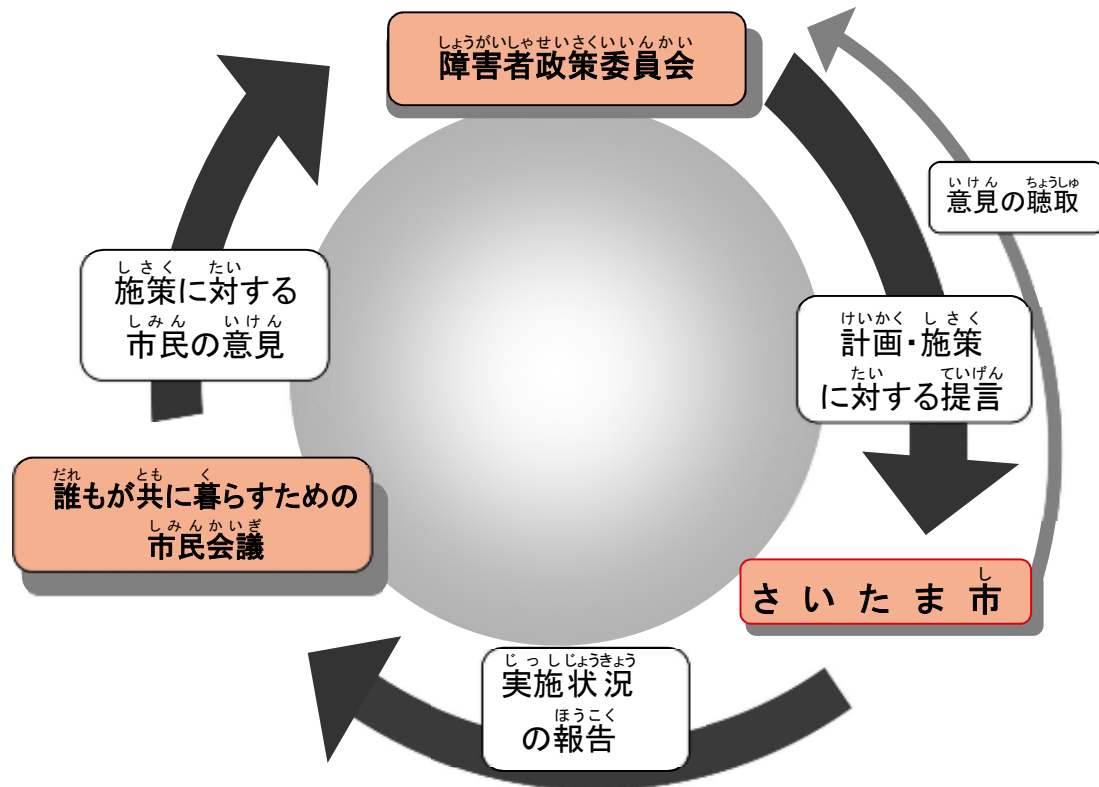 しょうがいしゃせいさくいいんかい
障害者政策委員会
いけん ちょうしゅ
意見の聴取
しさく たい
施策に対する
しみん いけん
市民の意見
けいかく しさく
計画・施策
たい ていげん
に対する提言
だれ とも く
誰もが共に暮らすための
しみんかいぎ
市民会議
し
さいたま市
じっしじょうきょう
実施状況
ほうこく
の報告